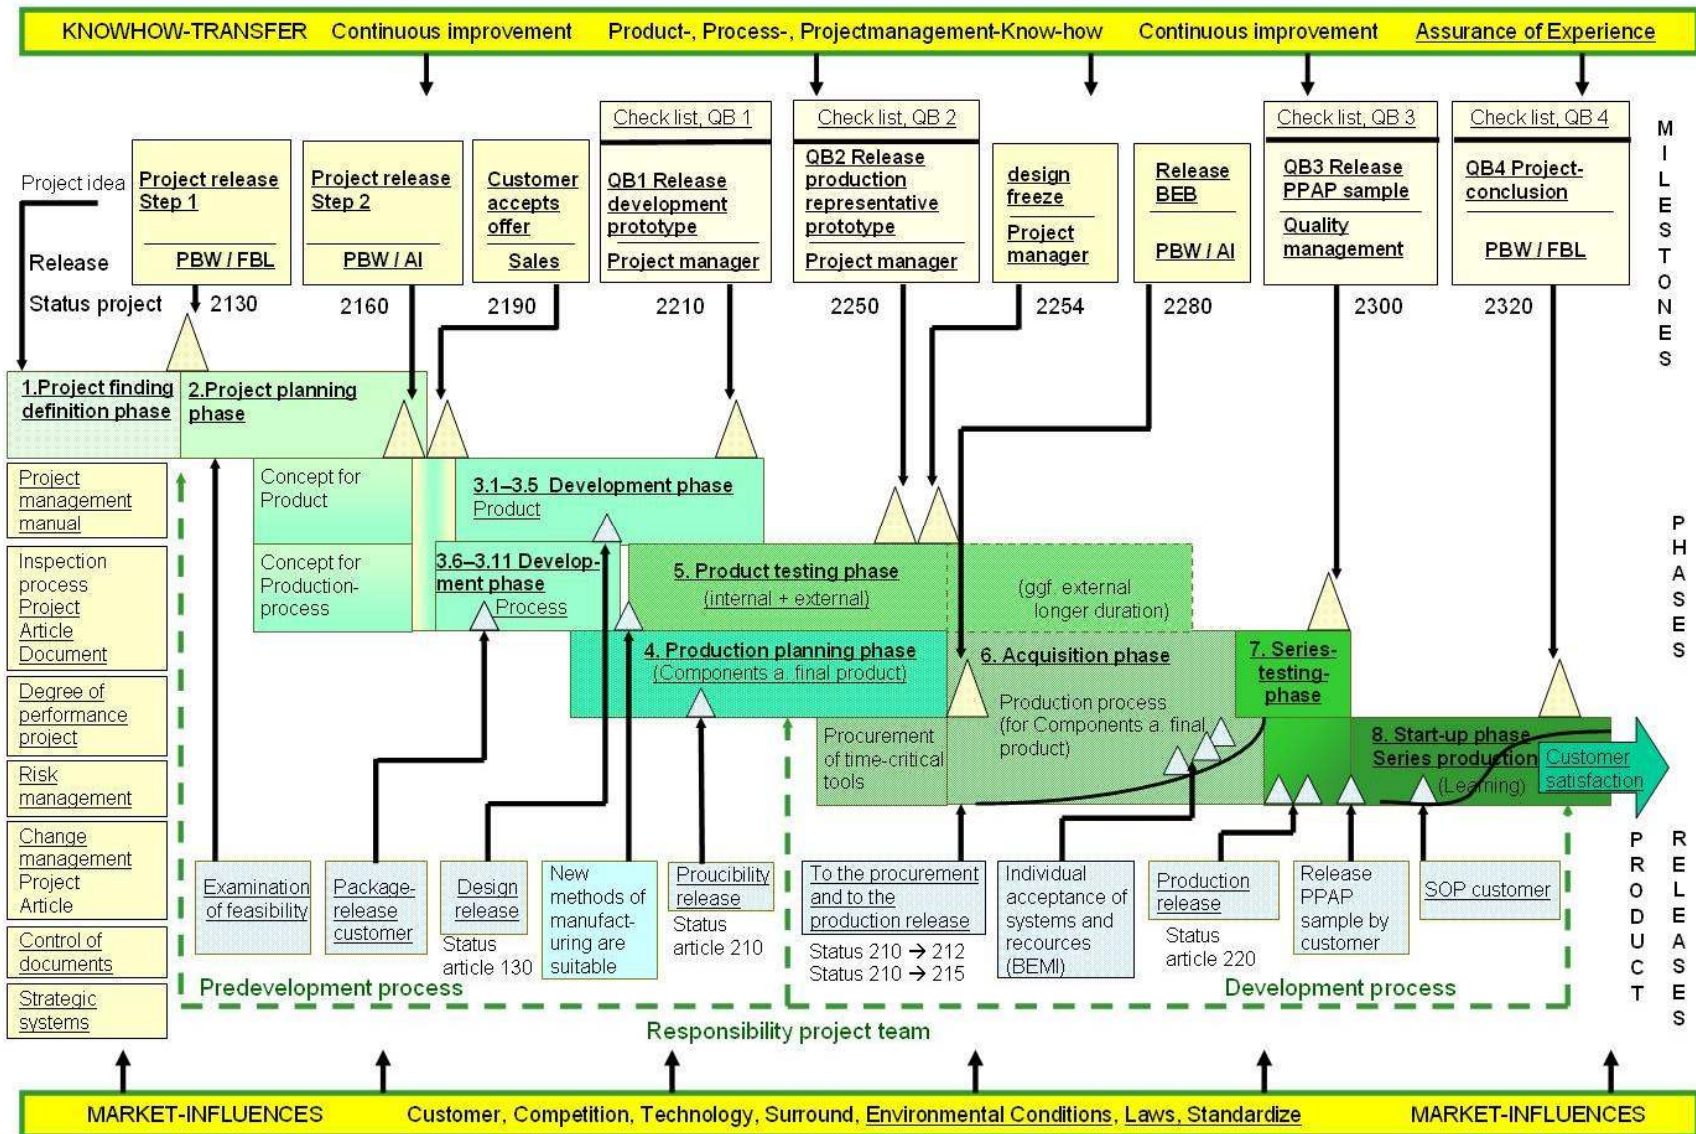 KNOWHOW-TRANSFER Continuous improvement Product-, Process-, Projectmanagement-Know-how Continuous improvement Assurance of Experience
Check list, QB 1
Check list, QB 2
Check list, QB 3
Check list, QB 4
MILESTONES
Project idea
Project release
Step 1
PBW / FBL
Project release
Step 2
PBW / AI
Customer
accepts
offer
Sales
QB1 Release
development
prototype
Project manager
QB2 Release
production
representative
prototype
Project manager
design
freeze
Project
manager
Release
BEB
PBW / AI
QB3 Release
PPAP sample
Quality
management
QB4 Project-
conclusion
PBW / FBL
Release
Status project
2130
2160
2190
2210
2250
2254
2280
2300
2320
1.Project finding
definition phase
2.Project planning
phase
PHASES
Project
management
manual
Inspection
process
Project
Article
Document
Degree of
performance
project
Risk
management
Change
management
Project
Article
Control of
documents
Strategic
systems
Concept for
Product
3.1–3.5 Development phase
Product
Concept for
Production-
process
3.6–3.11 Develop-
ment phase
Process
5. Product testing phase
(internal + external)
(ggf. external
longer duration)
4. Production planning phase
(Components a. final product)
6. Acquisition phase
Production process
(for Components a. final
product)
7. Series-
testing-
phase
Procurement
of time-critical
tools
8. Start-up phase
Series production
(Learning)
Customer
satisfaction
PRODUCT
RELEASES
Examination
of feasibility
Package-
release
customer
Design
release
Status
article 130
New
methods of
manufact-
uring are
suitable
Proucibility
release
Status
article 210
To the procurement
and to the
production release
Status 210 → 212
Status 210 → 215
Individual
acceptance of
systems and
recources
(BEMI)
Production
release
Status
article 220
Release
PPAP
sample by
customer
SOP customer
Predevelopment process
Development process
Responsibility project team
MARKET-INFLUENCES Customer, Competition, Technology, Surround, Environmental Conditions, Laws, Standardize MARKET-INFLUENCES